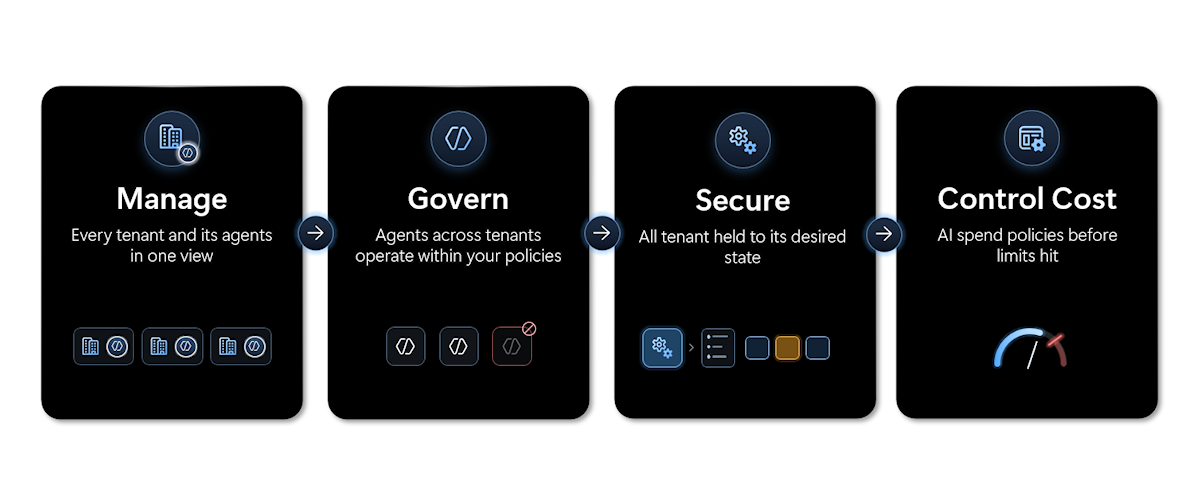 Manage
Every tenant and its agents
in one view
Govern
Agents across tenants
operate within your policies
Secure
All tenant held to its desired
state
Control Cost
AI spend policies before
limits hit